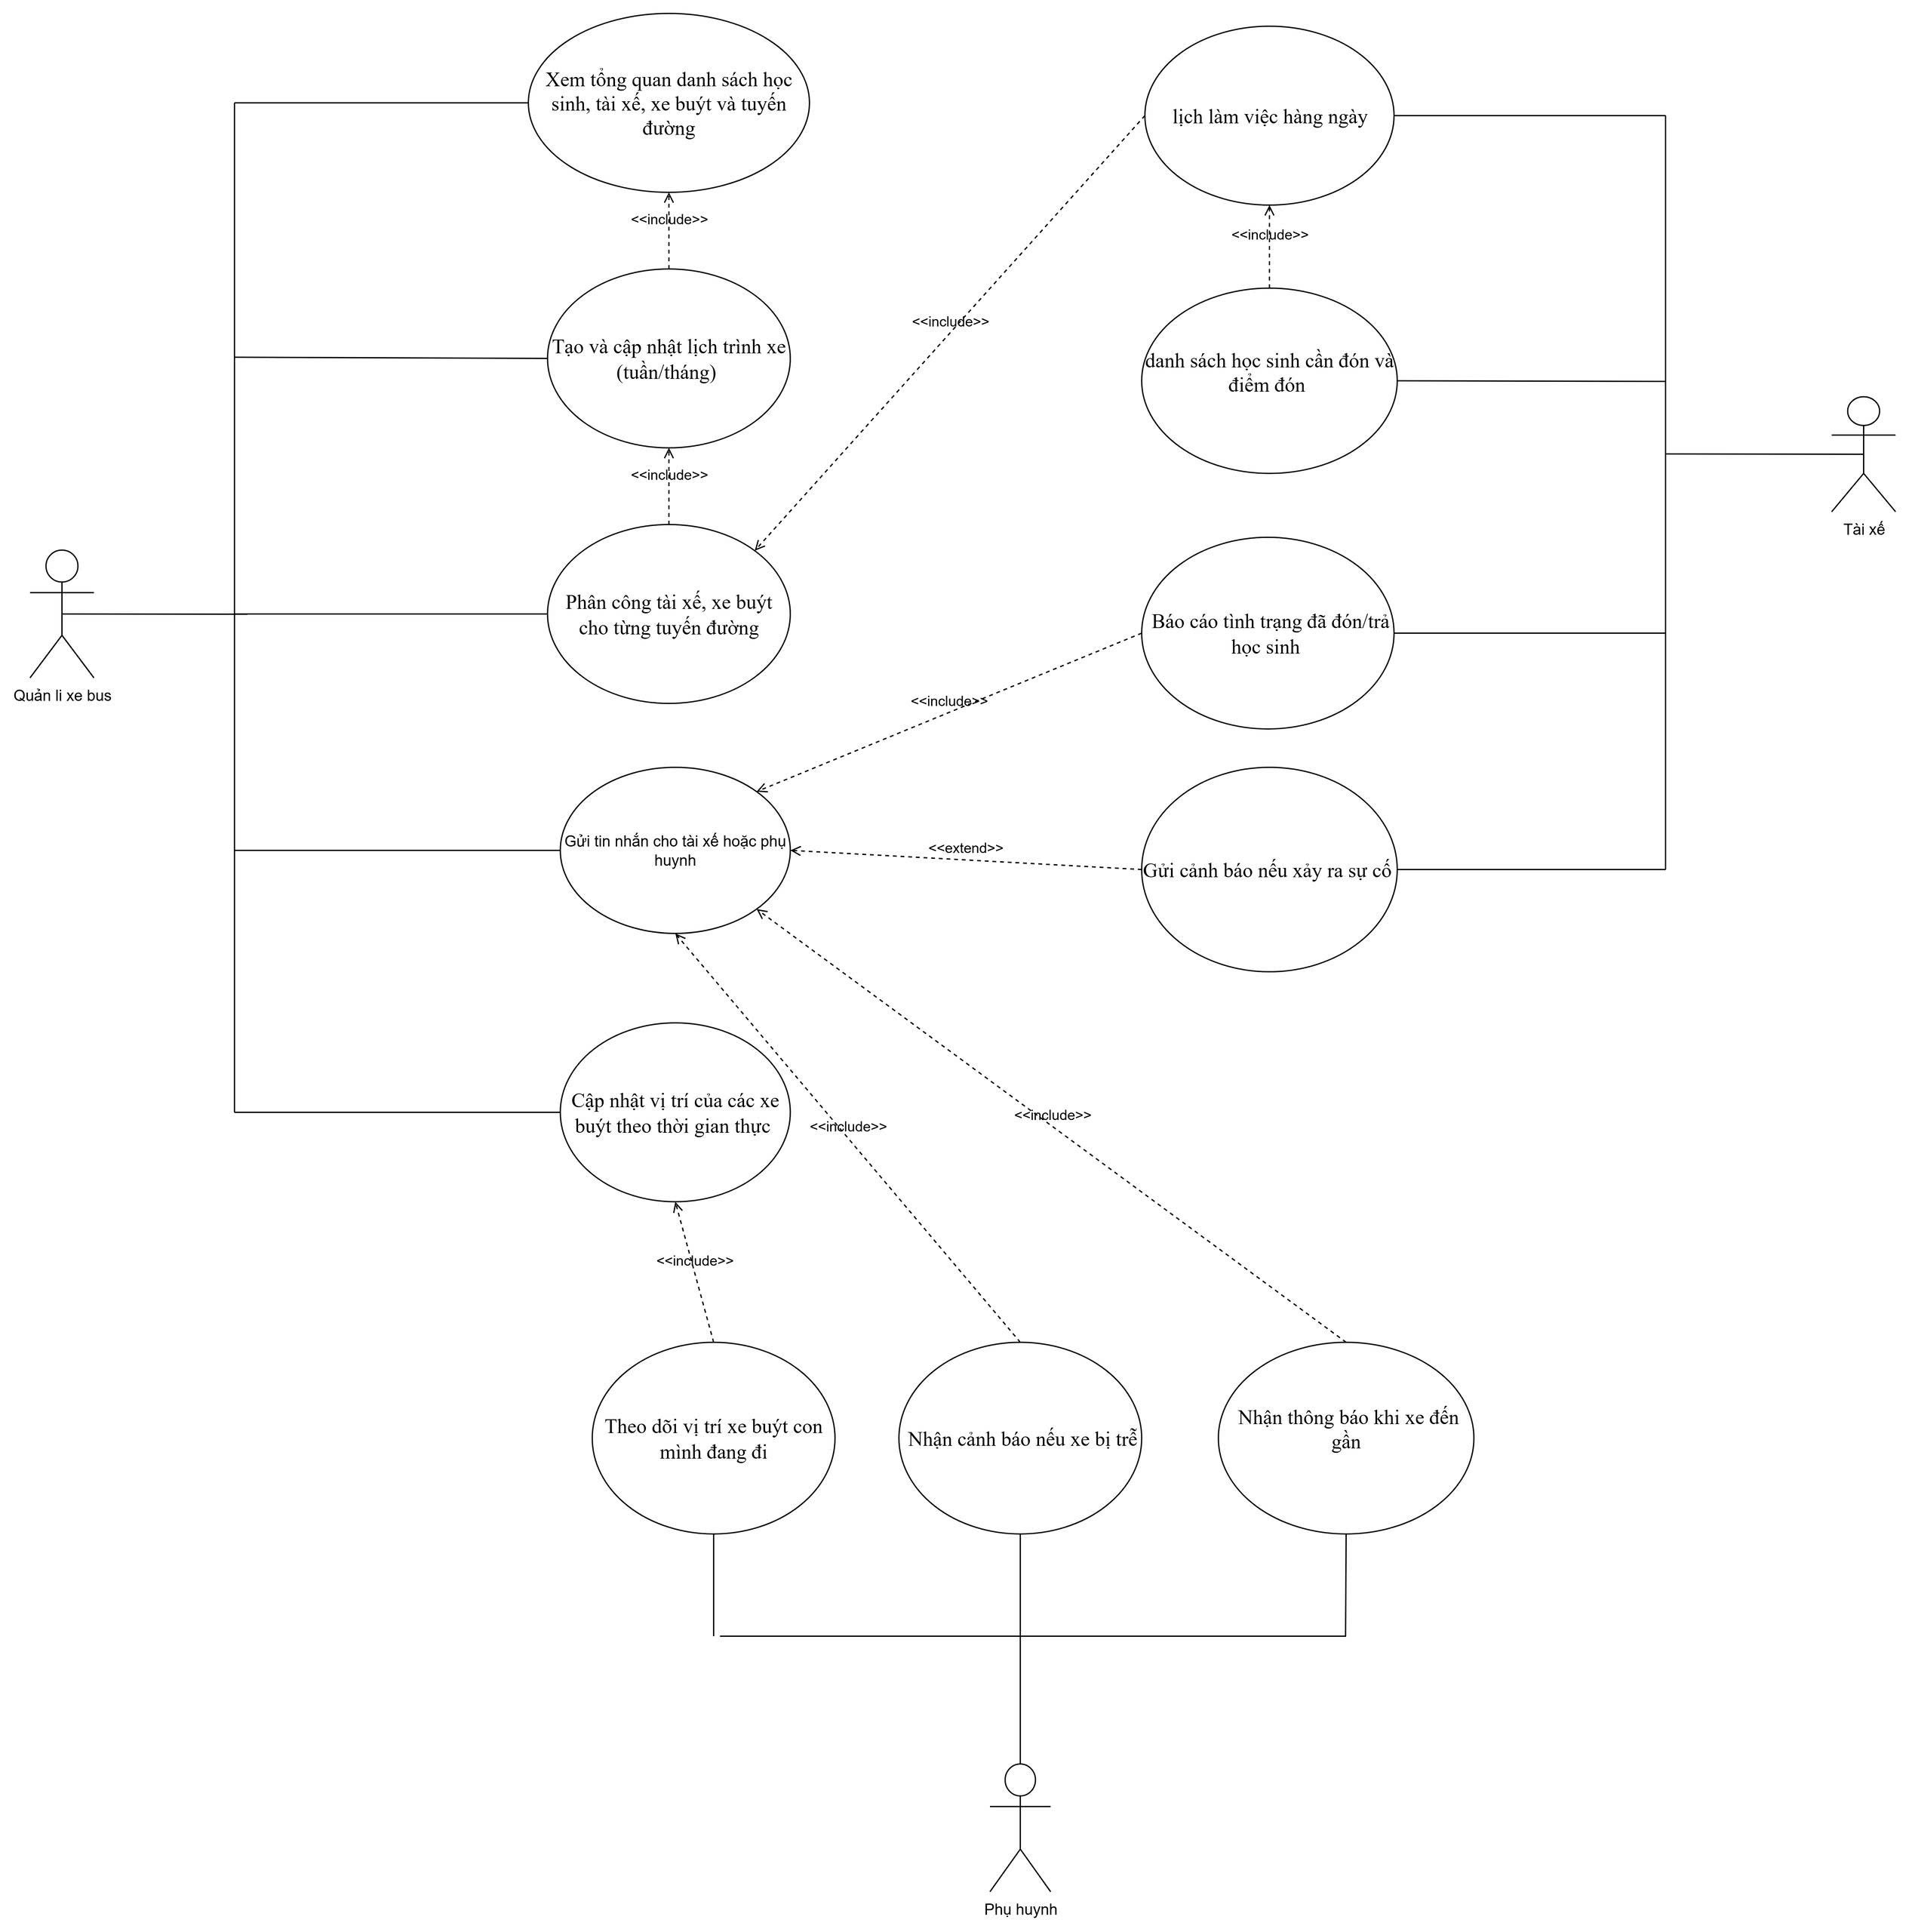 Xem tổng quan danh sách học
sinh, tài xế, xe buýt và tuyến
đường
lịch làm việc hàng ngày
<<include>>
<<include>>
<<include>>
Tạo và cập nhật lịch trình xe
(tuần/tháng)
danh sách học sinh cần đón và
điểm đón
<<include>>
Tài xế
Phân công tài xế, xe buýt
cho từng tuyến đường
Báo cáo tình trạng đã đón/trả
học sinh
Quản li xe bus
<<include>>
Gửi tin nhắn cho tài xế hoặc phụ
huynh
<<extend>>
Gửi cảnh báo nếu xảy ra sự cố
Cập nhật vị trí của các xe
buýt theo thời gian thực
<<include>>
<<include>>
<<include>>
Theo dõi vị trí xe buýt con
mình đang đi
Nhận cảnh báo nếu xe bị trễ
Nhận thông báo khi xe đến
gần
Phụ huynh